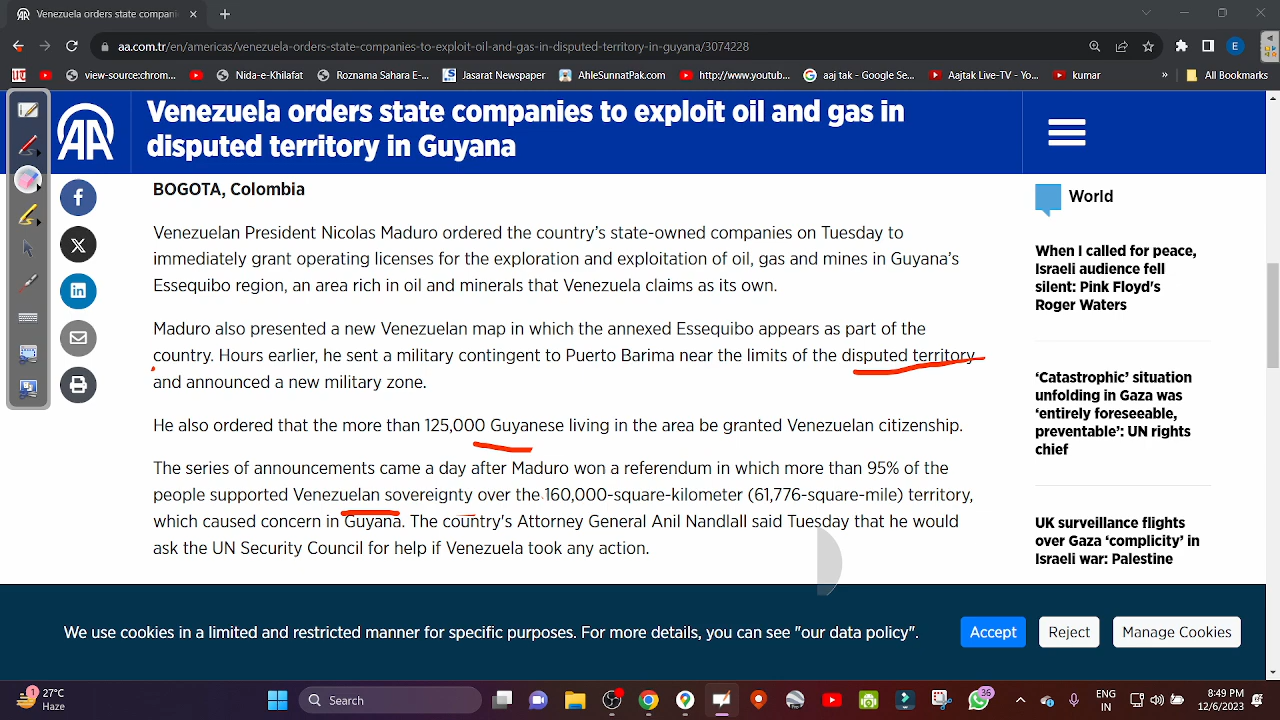 Venezuela orders state compani
aa.com.tr/en/americas/venezuela-orders-state-companies-to-exploit-oil-and-gas-in-disputed-territory-in-guyana/3074228
E
view-sourcechrom...
Nida-e-Khilafat
Roznama Sahara E-...
Jasarat Newspaper
AhleSunnatPak.com
http://www.youtub...
aaj tak - Google...
Aajtak Live-TV - Yo...
kumar
»
All Bookmarks
AA
Venezuela orders state companies to exploit oil and gas in
disputed territory in Guyana
BOGOTA, Colombia
Venezuelan President Nicolas Maduro ordered the country’s state-owned companies on Tuesday to
immediately grant operating licenses for the exploration and exploitation of oil, gas and mines in Guyana’s
Essequibo region, an area rich in oil and minerals that Venezuela claims as its own.
Maduro also presented a new Venezuelan map in which the annexed Essequibo appears as part of the
country. Hours earlier, he sent a military contingent to Puerto Barima near the limits of the disputed territory
and announced a new military zone.
He also ordered that the more than 125,000 Guyanese living in the area be granted Venezuelan citizenship.
The series of announcements came a day after Maduro won a referendum in which more than 95% of the
people supported Venezuelan sovereignty over the 160,000-square-kilometer (61,776-square-mile) territory,
which caused concern in Guyana. The country's Attorney General Anil Nandlall said Tuesday that he would
ask the UN Security Council for help if Venezuela took any action.
World
When I called for peace,
Israeli audience fell
silent: Pink Floyd's
Roger Waters
‘Catastrophic’ situation
unfolding in Gaza was
‘entirely foreseeable,
preventable’: UN rights
chief
UK surveillance flights
over Gaza ‘complicity’ in
Israeli war: Palestine
We use cookies in a limited and restricted manner for specific purposes. For more details, you can see "our data policy".
Accept
Reject
Manage Cookies
1
27°C
Haze
Search
36
ENG
IN
8:49 PM
12/6/2023